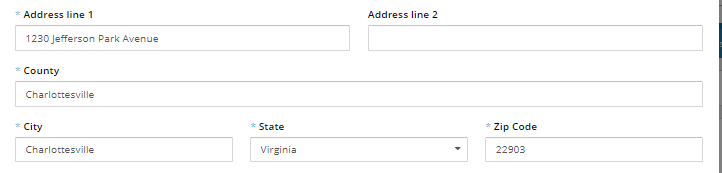 * Address line 1 Address line 2
1230 Jefferson Park Avenue
* County
Charlottesville
* City * State * Zip Code
Charlottesville Virginia 22903